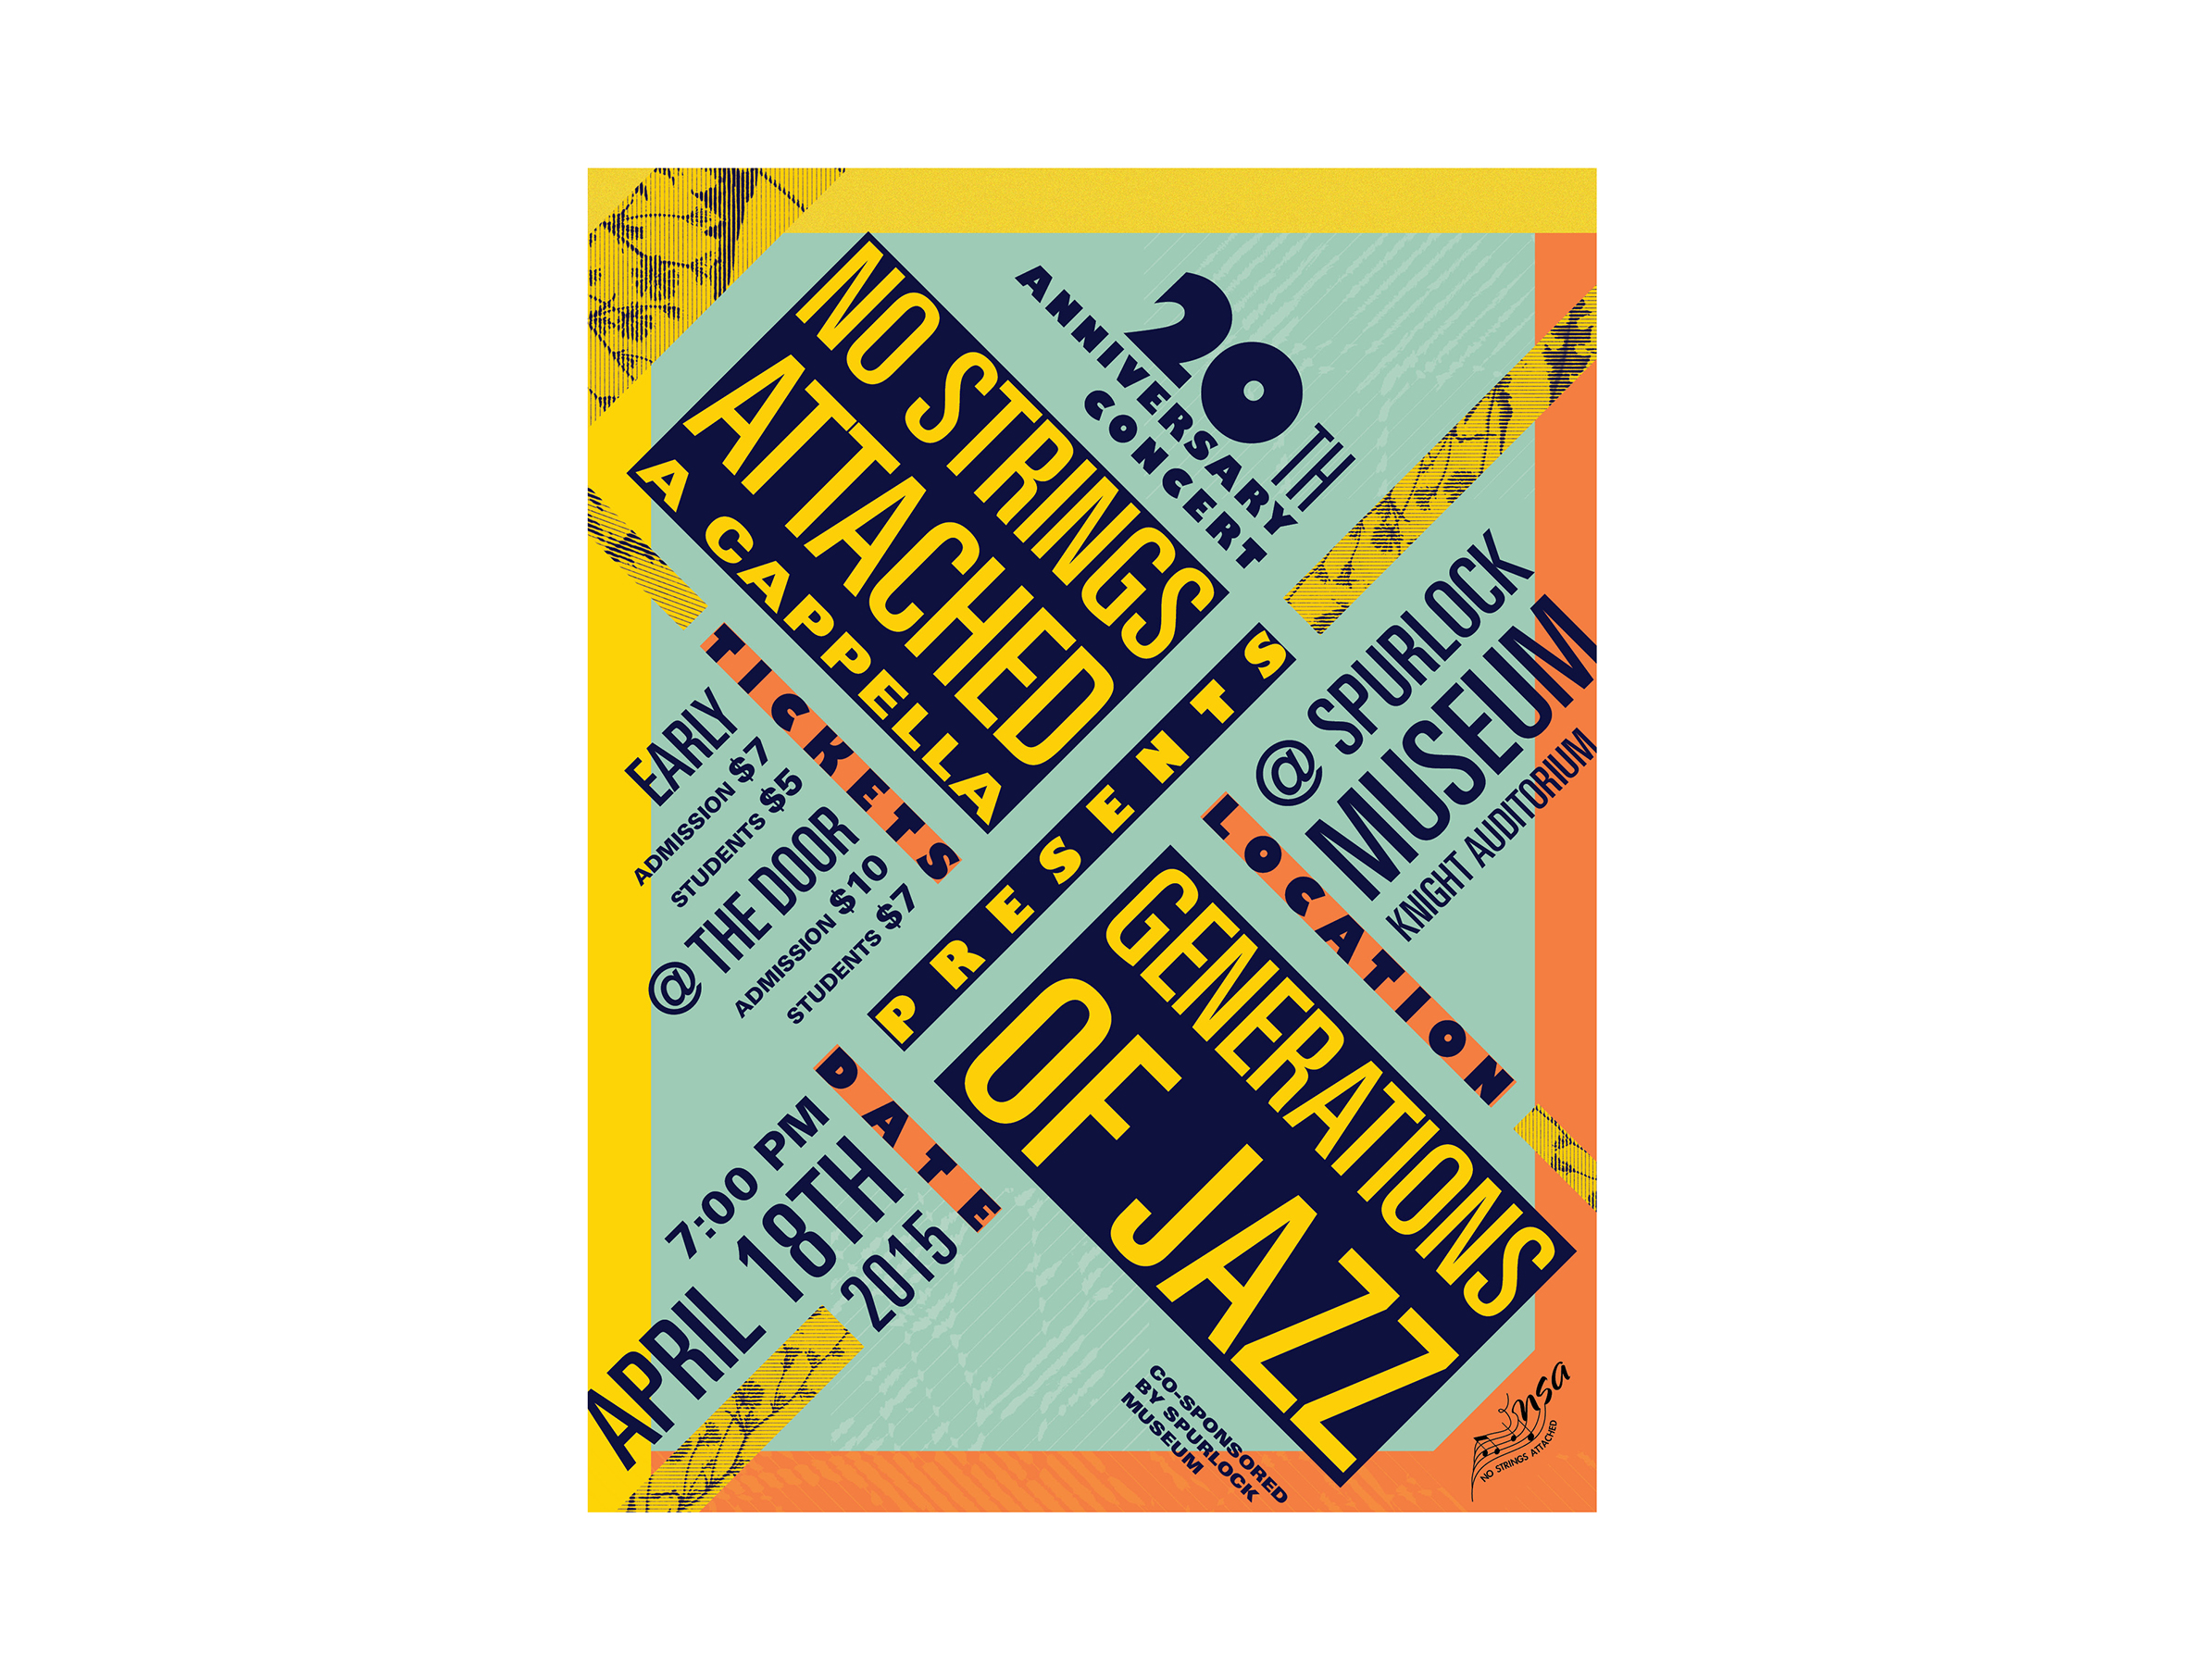 20TH
ANNIVERSARY
CONCERT
NO STRINGS
ATTACHED
A CAPPELLA
PRESENTS
GENERATIONS
OF JAZZ
TICKETS
EARLY
ADMISSION $7
STUDENTS $5
@ THE DOOR
ADMISSION $10
STUDENTS $7
LOCATION
@ SPURLOCK
MUSEUM
KNIGHT AUDITORIUM
DATE
7:00 PM
APRIL 18TH
2015
CO-SPONSORED
BY SPURLOCK
MUSEUM
nsa
NO STRINGS ATTACHED